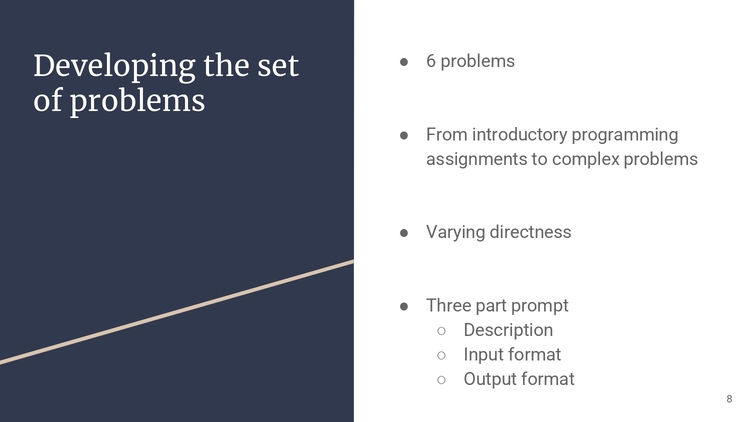 Developing the set
of problems
● 6 problems
● From introductory programming
assignments to complex problems
● Varying directness
● Three part prompt
○ Description
○ Input format
○ Output format
8